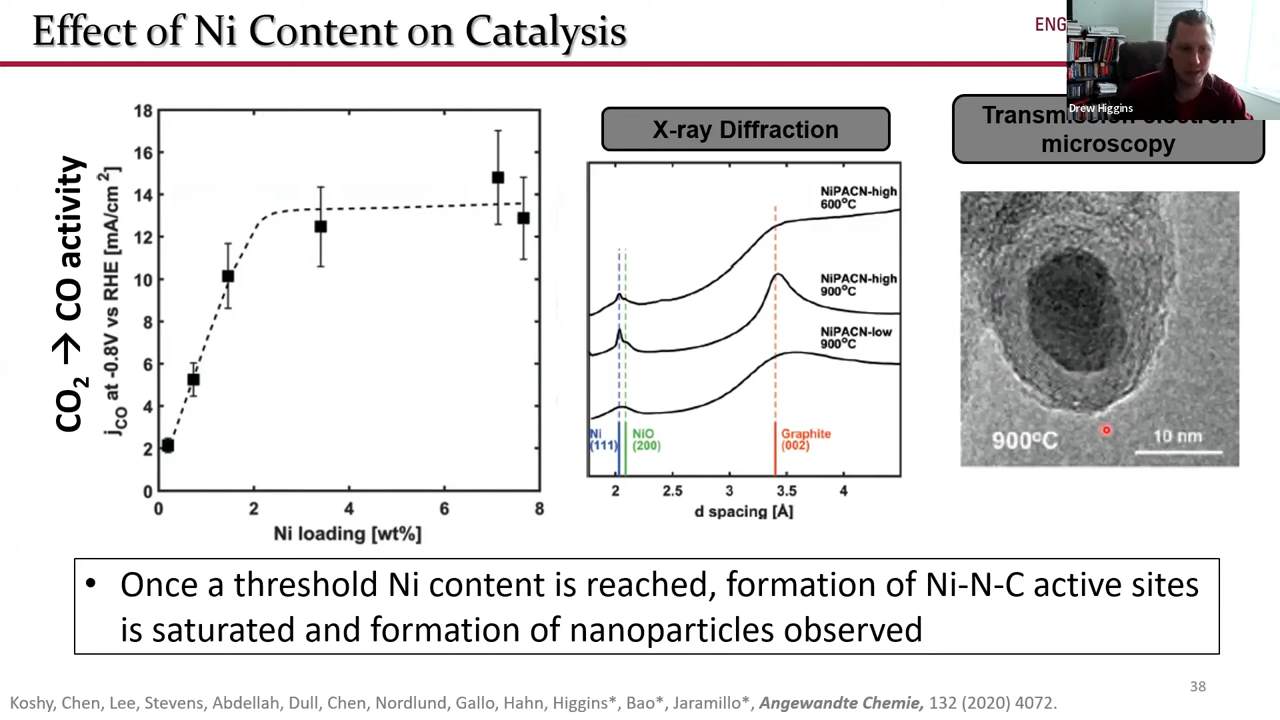 Effect of Ni Content on Catalysis
ENG
Drew Higgins
CO2 → CO activity
jCO at -0.8V vs RHE [mA/cm 2]
18
16
14
12
10
8
6
4
2
0
0 2 4 6 8
Ni loading [wt%]
X-ray Diffraction
NiPACN-high
600°C
NiPACN-high
900°C
NiPACN-low
900°C
Ni
(111)
NiO
(200)
Graphite
(002)
2 2.5 3 3.5 4
d spacing [Å]
microscopy
900°C
10 nm
• Once a threshold Ni content is reached, formation of Ni-N-C active sites
is saturated and formation of nanoparticles observed
38
Koshy, Chen, Lee, Stevens, Abdellah, Dull, Chen, Nordlund, Gallo, Hahn, Higgins*, Bao*, Jaramillo*, Angewandte Chemie, 132 (2020) 4072.